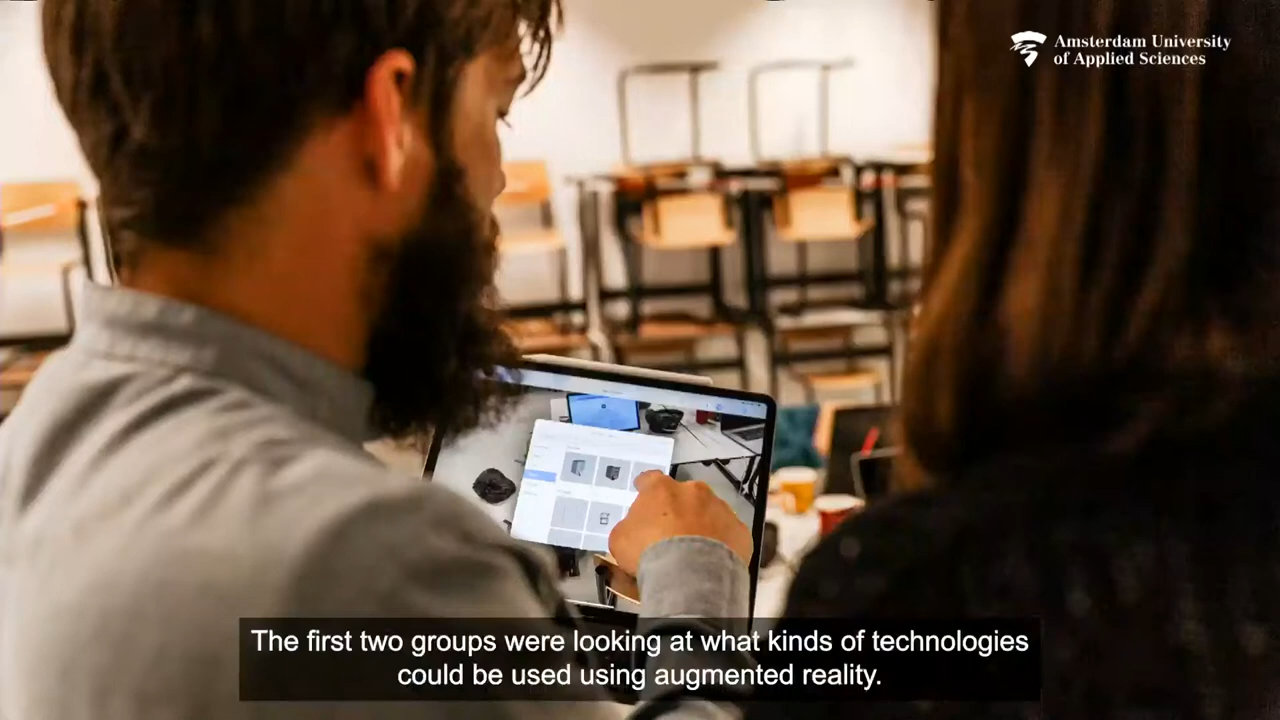 Amsterdam University
of Applied Sciences
The first two groups were looking at what kinds of technologies
could be used using augmented reality.